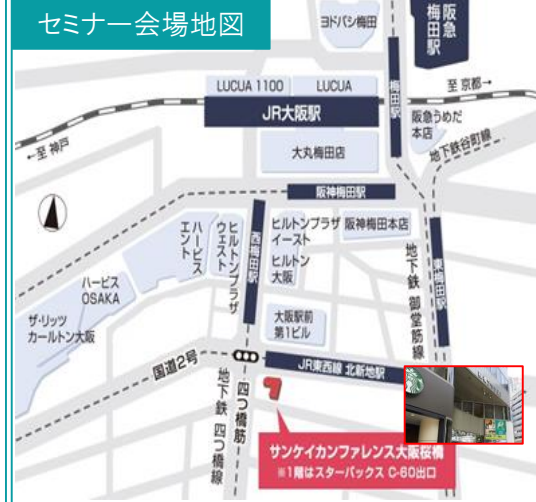 セミナー会場地図
ヨドバシ梅田
阪急
梅田駅
LUCUA 1100
LUCUA
梅田駅
至 京都→
JR大阪駅
阪急うめだ
本店
←至 神戸
大丸梅田店
地下鉄谷町線
阪神梅田駅
ハービス
エント
ヒルトンプラザ
ウエスト
西梅田駅
ヒルトンプラザ
イースト
ヒルトン
大阪
阪神梅田本店
地下鉄 御堂筋線
東梅田駅
ハービス
OSAKA
ザ・リッツ
カールトン大阪
大阪駅前
第1ビル
国道2号
JR東西線 北新地駅
地下鉄 四つ橋線
四つ橋筋
サンケイカンファレンス大阪桜橋
※1階はスターバックス C-60出口